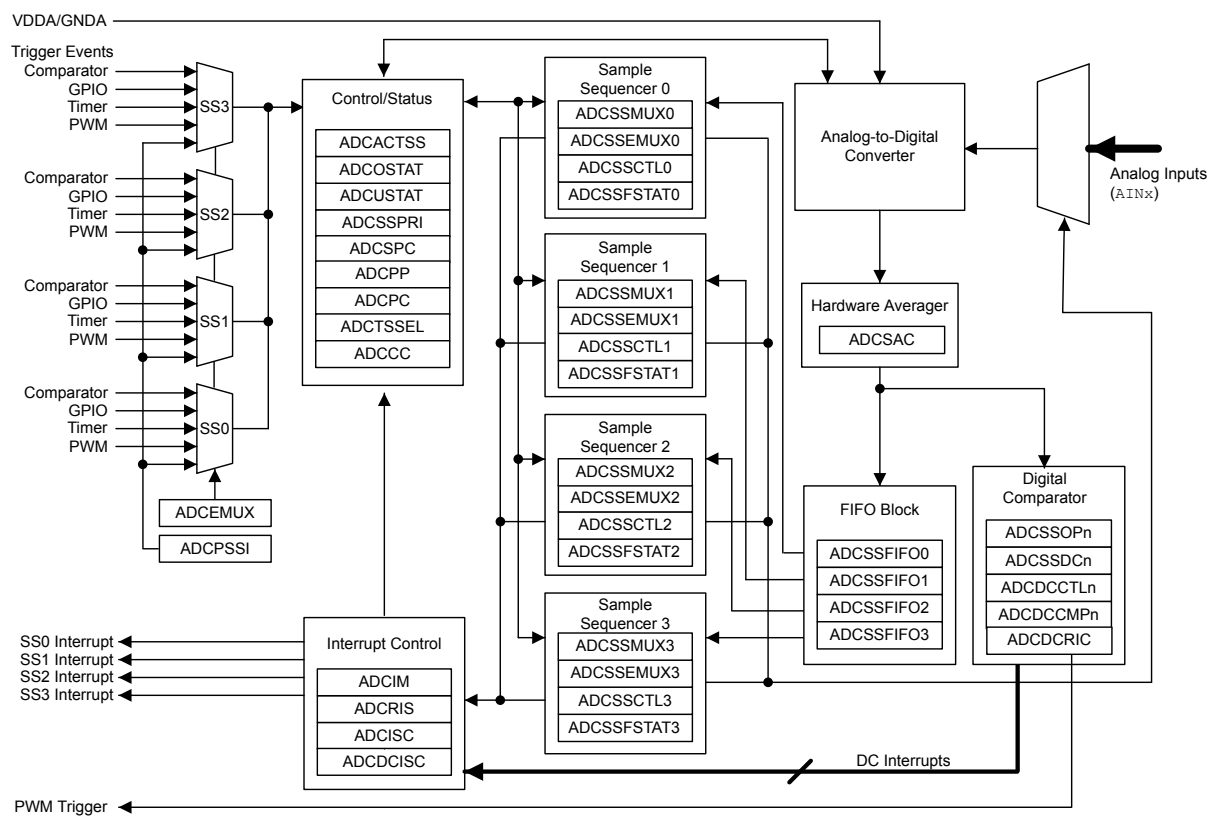 VDDA/GNDA
Trigger Events
Comparator
GPIO
Timer
PWM
SS3
Comparator
GPIO
Timer
PWM
SS2
Comparator
GPIO
Timer
PWM
SS1
Comparator
GPIO
Timer
PWM
SS0
ADCEMUX
ADCPSSI
Control/Status
ADCACTSS
ADCOSTAT
ADCUSTAT
ADCSSPRI
ADCSPC
ADCPP
ADCPC
ADCTSSEL
ADCCC
Sample
Sequencer 0
ADCSSMUX0
ADCSSEMUX0
ADCSSCTL0
ADCSSFSTAT0
Sample
Sequencer 1
ADCSSMUX1
ADCSSEMUX1
ADCSSCTL1
ADCSSFSTAT1
Sample
Sequencer 2
ADCSSMUX2
ADCSSEMUX2
ADCSSCTL2
ADCSSFSTAT2
Sample
Sequencer 3
ADCSSMUX3
ADCSSEMUX3
ADCSSCTL3
ADCSSFSTAT3
Analog-to-Digital
Converter
Analog Inputs
(AINx)
Hardware Averager
ADCSAC
FIFO Block
ADCSSFIFO0
ADCSSFIFO1
ADCSSFIFO2
ADCSSFIFO3
Digital
Comparator
ADCSSOPn
ADCSSDCn
ADCDCCTLn
ADCDCCMPn
ADCDCRIC
SS0 Interrupt
SS1 Interrupt
SS2 Interrupt
SS3 Interrupt
Interrupt Control
ADCIM
ADCRIS
ADCISC
ADCDCISC
DC Interrupts
PWM Trigger